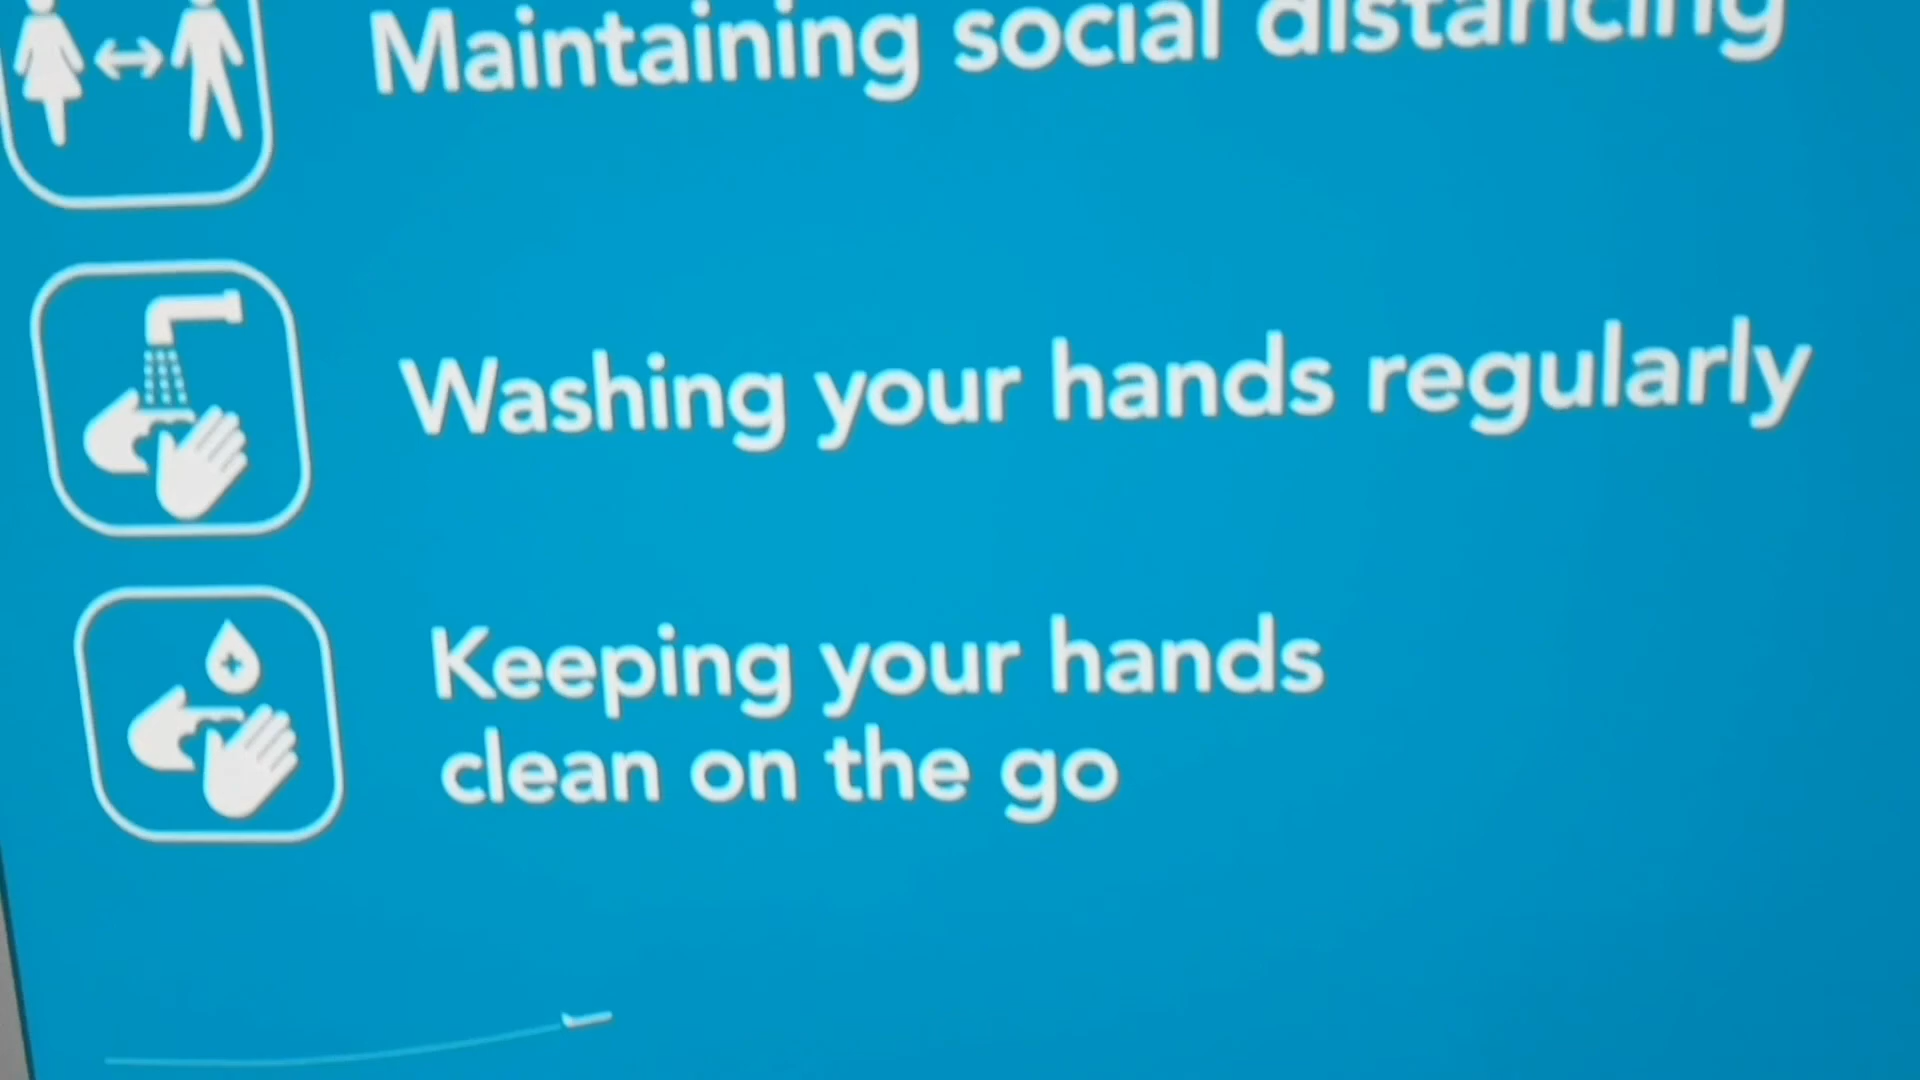 Maintaining social distancing
Washing your hands regularly
Keeping your hands
clean on the go